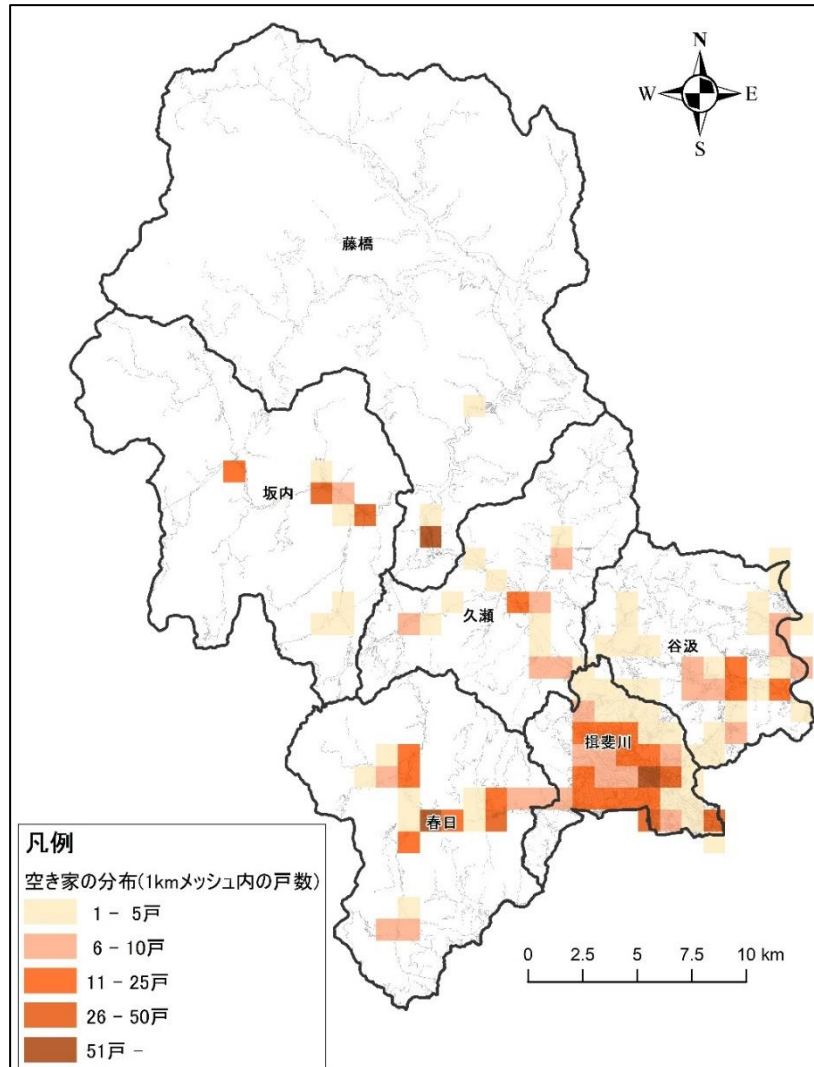 N
W
E
S
藤橋
坂内
久瀬
谷汲
揖斐川
春日
凡例
空き家の分布(1kmメッシュ内の戸数)
1 - 5戸
6 - 10戸
11 - 25戸
26 - 50戸
51戸 -
0 2.5 5 7.5 10 km